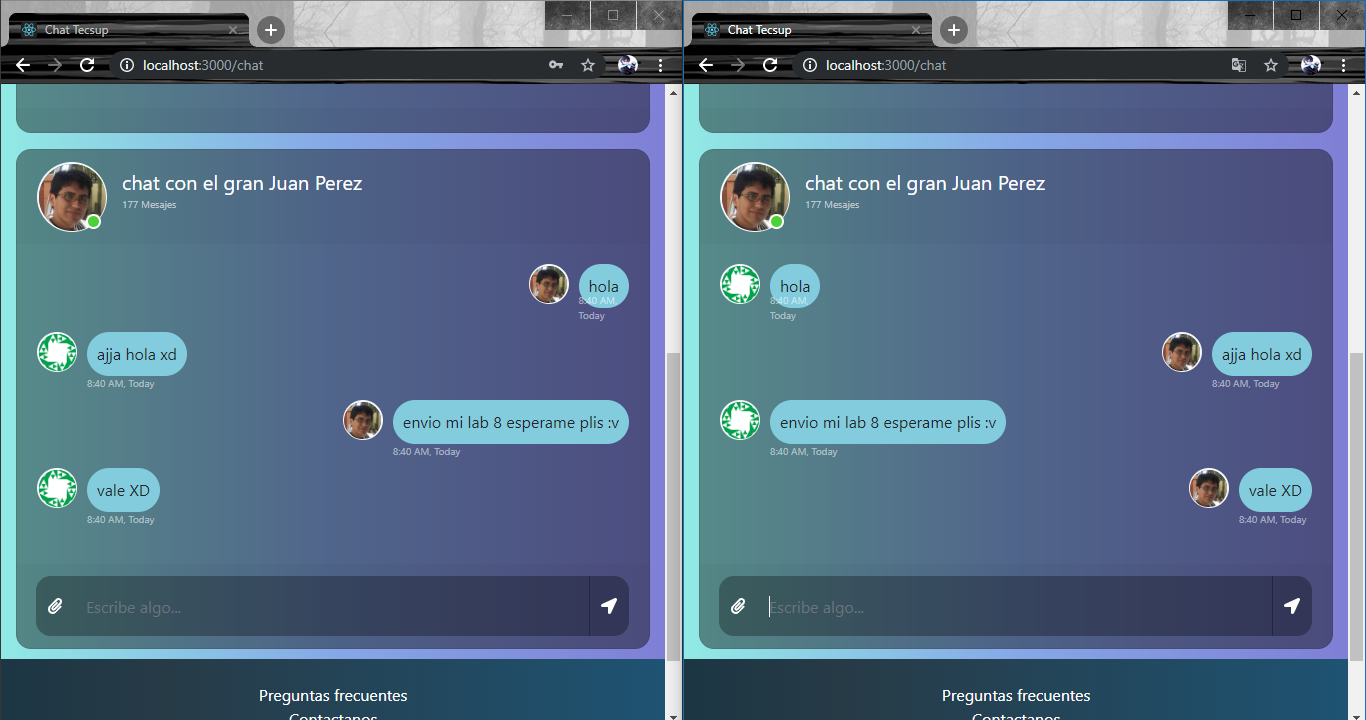 Chat Tecsup
localhost:3000/chat
chat con el gran Juan Perez
177 Mesajes
hola
8:40 AM,
Today
ajja hola xd
8:40 AM, Today
envio mi lab 8 esperame plis :v
8:40 AM, Today
vale XD
8:40 AM, Today
Escribe algo...
Preguntas frecuentes
Contactanos
Chat Tecsup
localhost:3000/chat
chat con el gran Juan Perez
177 Mesajes
hola
8:40 AM,
Today
ajja hola xd
8:40 AM, Today
envio mi lab 8 esperame plis :v
8:40 AM, Today
vale XD
8:40 AM, Today
Escribe algo...
Preguntas frecuentes
Contactanos